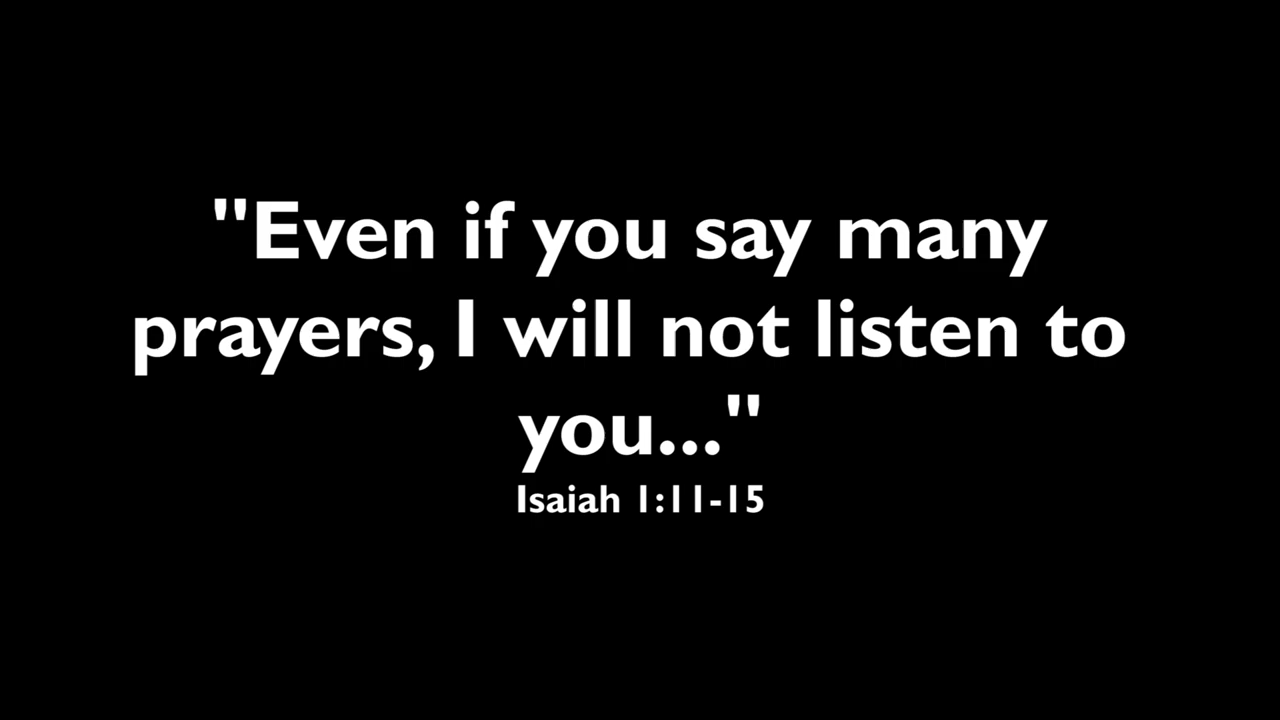 "Even if you say many
prayers, I will not listen to
you..."
Isaiah 1:11-15